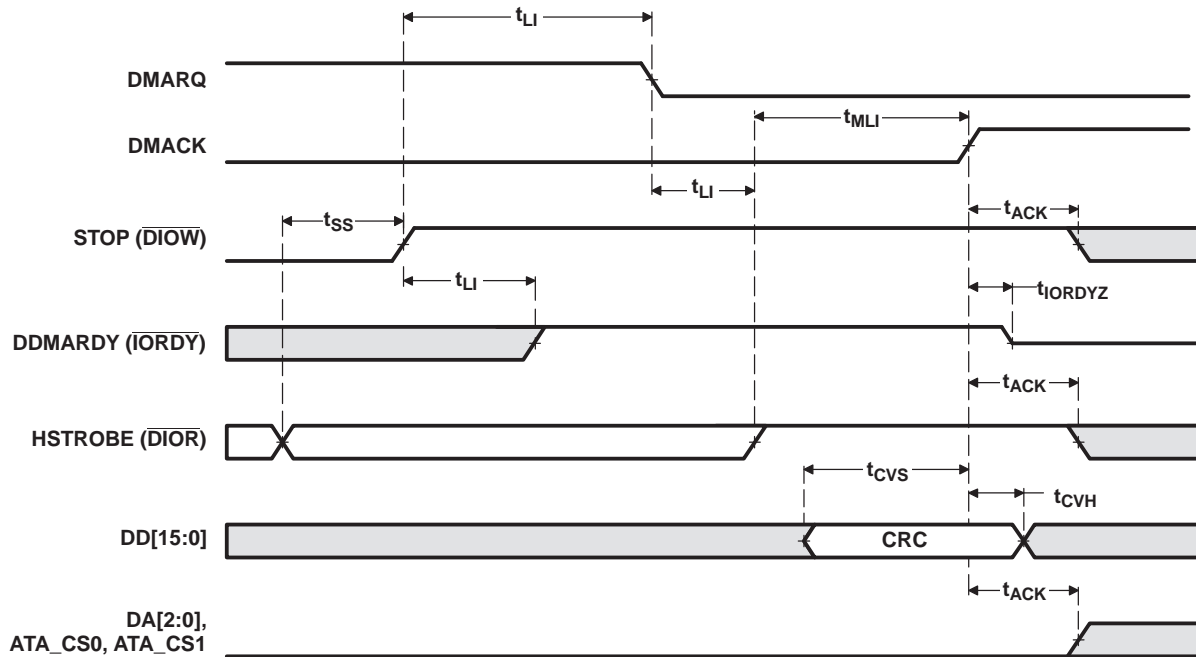 tLI
DMARQ
tMLI
DMACK
tLI
tSS
tACK
STOP (DIOW)
tLI
tIORDYZ
DDMARDY (IORDY)
tACK
HSTROBE (DIOR)
tCVS
tCVH
DD[15:0]
CRC
tACK
DA[2:0],
ATA_CS0, ATA_CS1